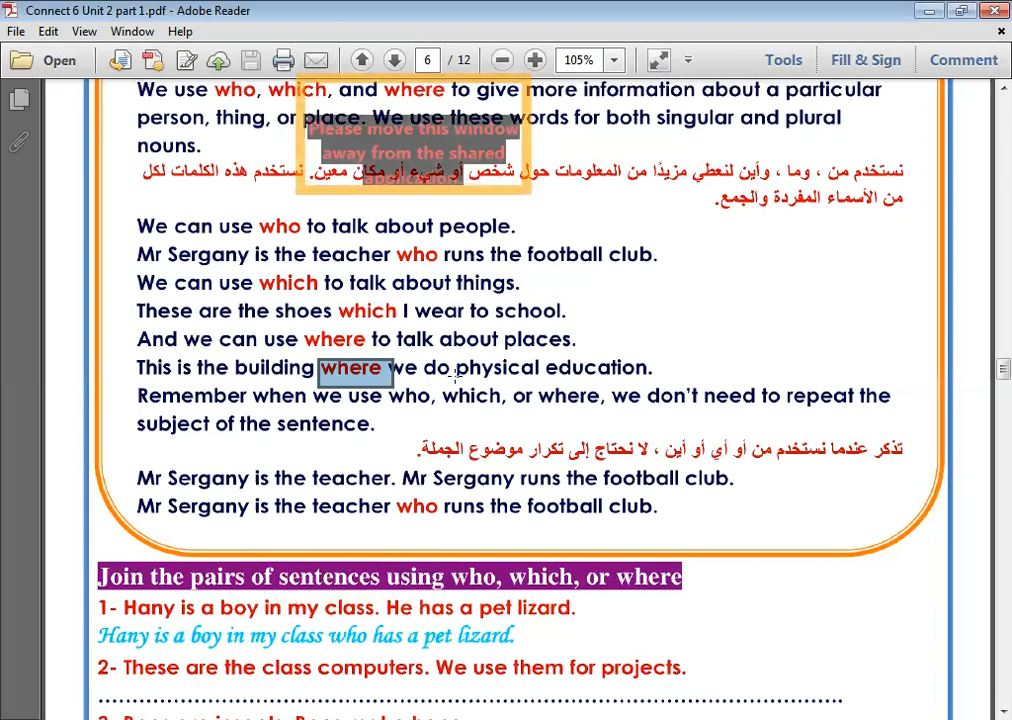 Connect 6 Unit 2 part 1.pdf - Adobe Reader
File Edit View Window Help
Open 6 / 12 105% Tools Fill & Sign Comment
We use who, which, and where to give more information about a particular
person, thing, or place. We use these words for both singular and plural
nouns.
Please move this window
away from the shared
application.
نستخدم من ، وما ، وأين لنعطي مزيدًا من المعلومات حول شخص أو شيء أو مكان معين. نستخدم هذه الكلمات لكل
من الأسماء المفردة والجمع.
We can use who to talk about people.
Mr Sergany is the teacher who runs the football club.
We can use which to talk about things.
These are the shoes which I wear to school.
And we can use where to talk about places.
This is the building where we do physical education.
Remember when we use who, which, or where, we don't need to repeat the
subject of the sentence.
تذكر عندما نستخدم من أو أي أو أين ، لا نحتاج إلى تكرار موضوع الجملة.
Mr Sergany is the teacher. Mr Sergany runs the football club.
Mr Sergany is the teacher who runs the football club.
Join the pairs of sentences using who, which, or where
1- Hany is a boy in my class. He has a pet lizard.
Hany is a boy in my class who has a pet lizard.
2- These are the class computers. We use them for projects.